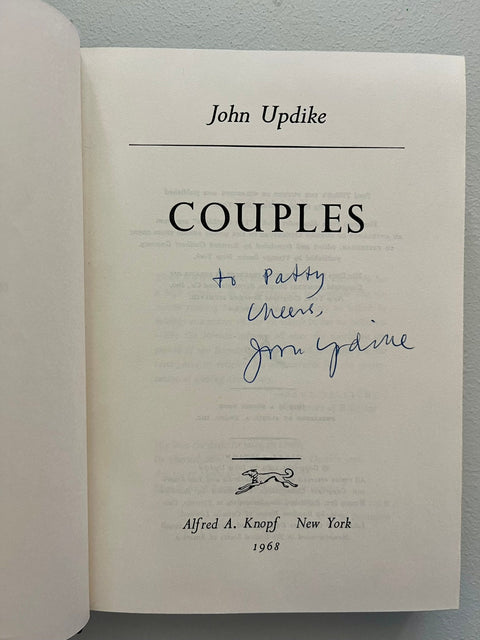 John Updike
COUPLES
to Patty
Cheers,
John Updike
Alfred A. Knopf New York
1968